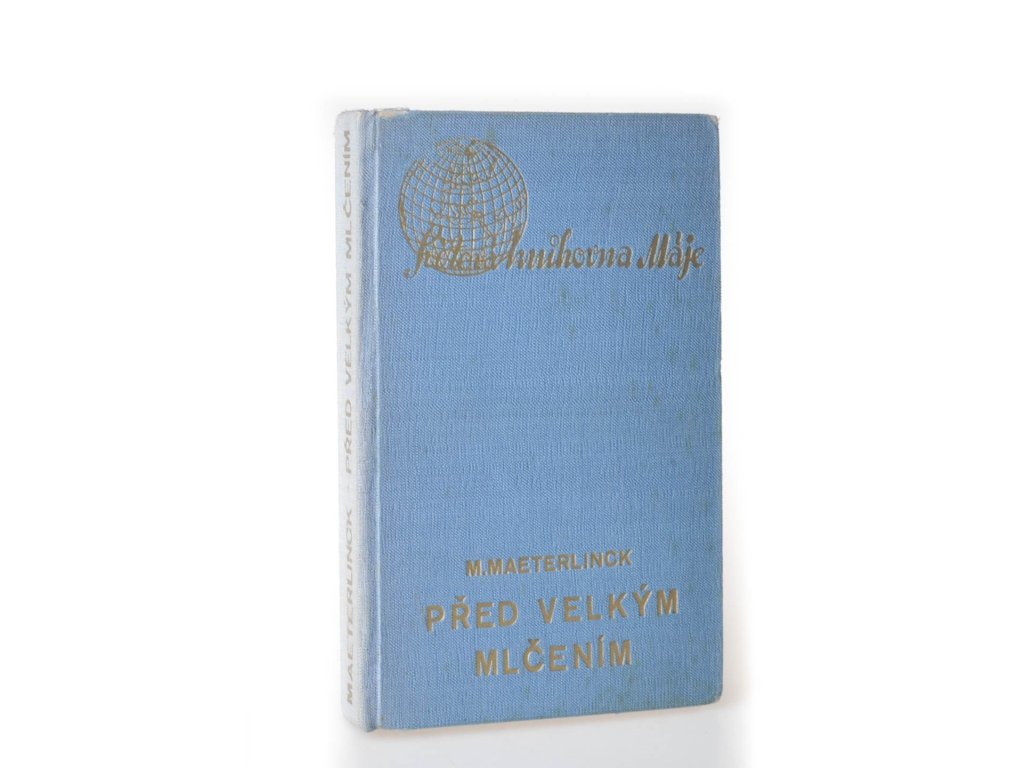 Světová knihovna Máje
M. MAETERLINCK
PŘED VELKÝM
MLČENÍM
MAETERLINCK · PŘED VELKÝM MLČENÍM